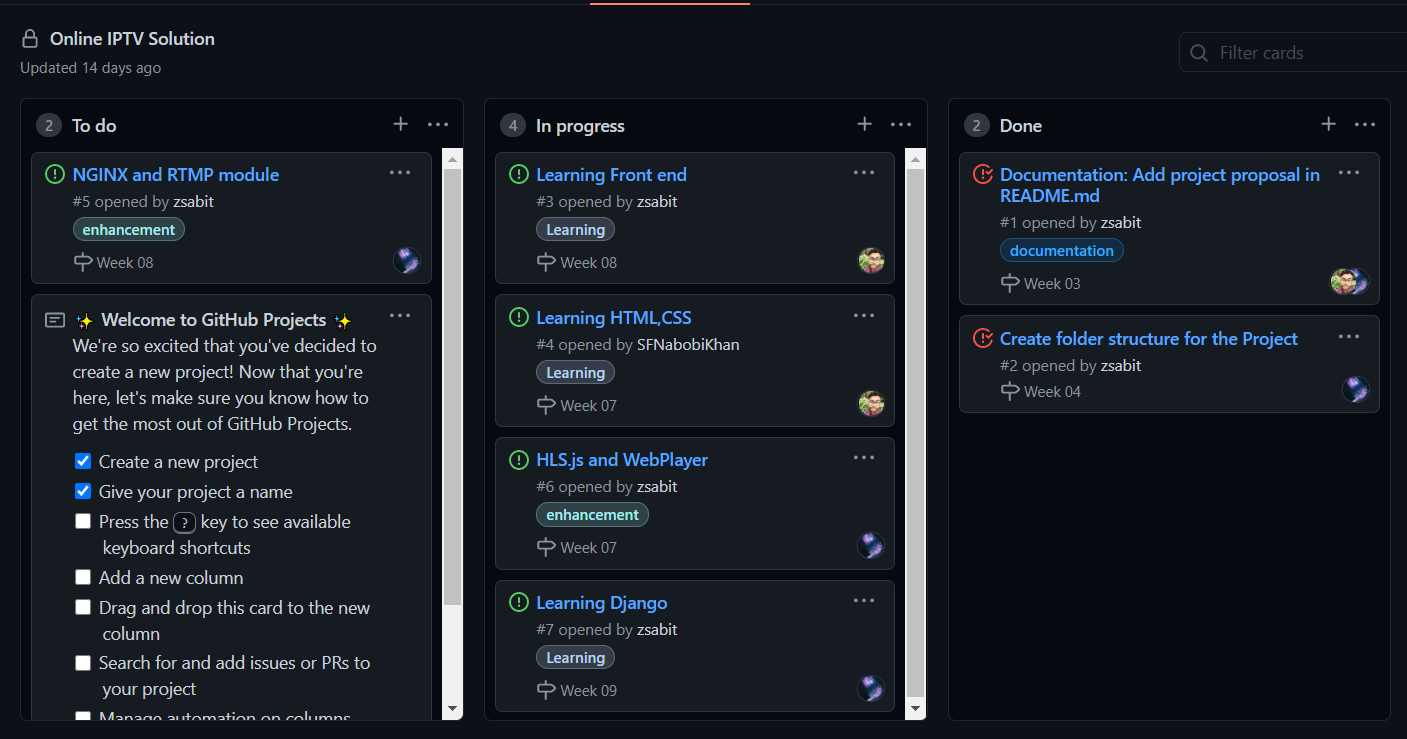 Online IPTV Solution
Updated 14 days ago
Filter cards
2 To do
NGINX and RTMP module
#5 opened by zsabit
enhancement
Week 08
✨ Welcome to GitHub Projects ✨
We're so excited that you've decided to
create a new project! Now that you're
here, let's make sure you know how to
get the most out of GitHub Projects.
Create a new project
Give your project a name
Press the ? key to see available
keyboard shortcuts
Add a new column
Drag and drop this card to the new
column
Search for and add issues or PRs to
your project
Manage automation on columns
4 In progress
Learning Front end
#3 opened by zsabit
Learning
Week 08
Learning HTML,CSS
#4 opened by SFNabobiKhan
Learning
Week 07
HLS.js and WebPlayer
#6 opened by zsabit
enhancement
Week 07
Learning Django
#7 opened by zsabit
Learning
Week 09
2 Done
Documentation: Add project proposal in
README.md
#1 opened by zsabit
documentation
Week 03
Create folder structure for the Project
#2 opened by zsabit
Week 04